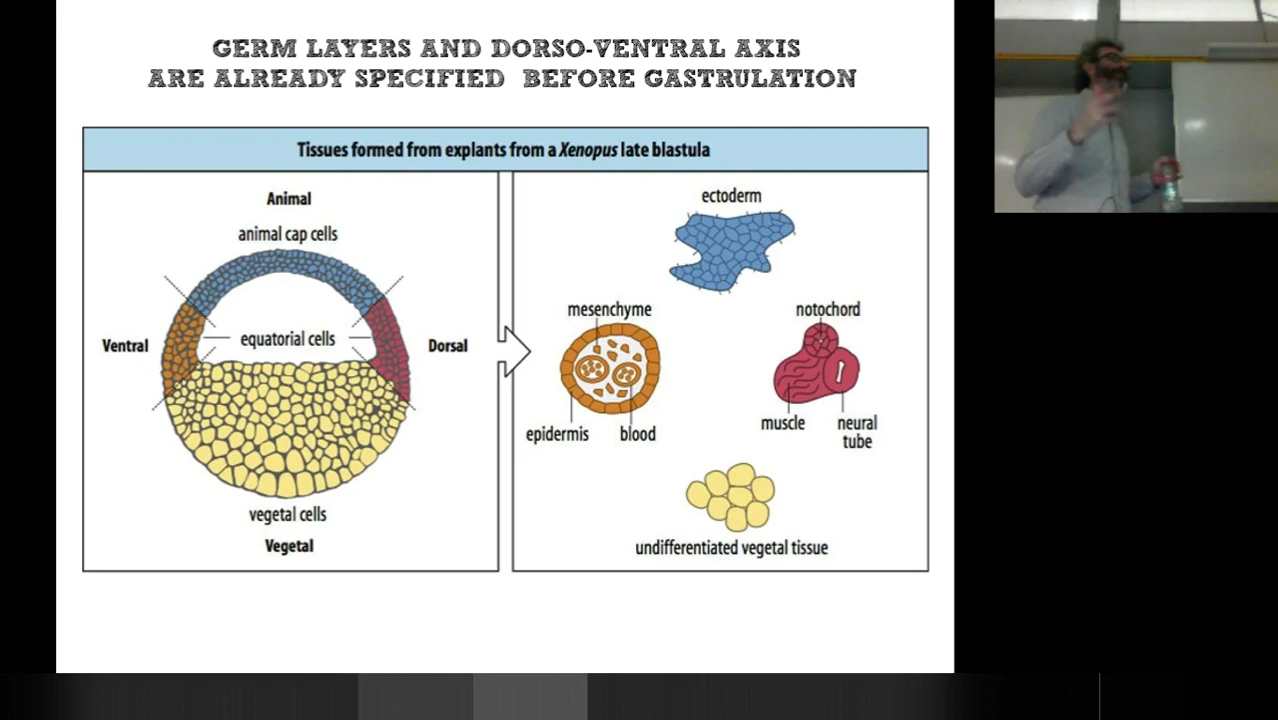 GERM LAYERS AND DORSO-VENTRAL AXIS
ARE ALREADY SPECIFIED BEFORE GASTRULATION
Tissues formed from explants from a Xenopus late blastula
Animal
animal cap cells
Ventral
equatorial cells
Dorsal
vegetal cells
Vegetal
ectoderm
mesenchyme
notochord
epidermis
blood
muscle
neural
tube
undifferentiated vegetal tissue